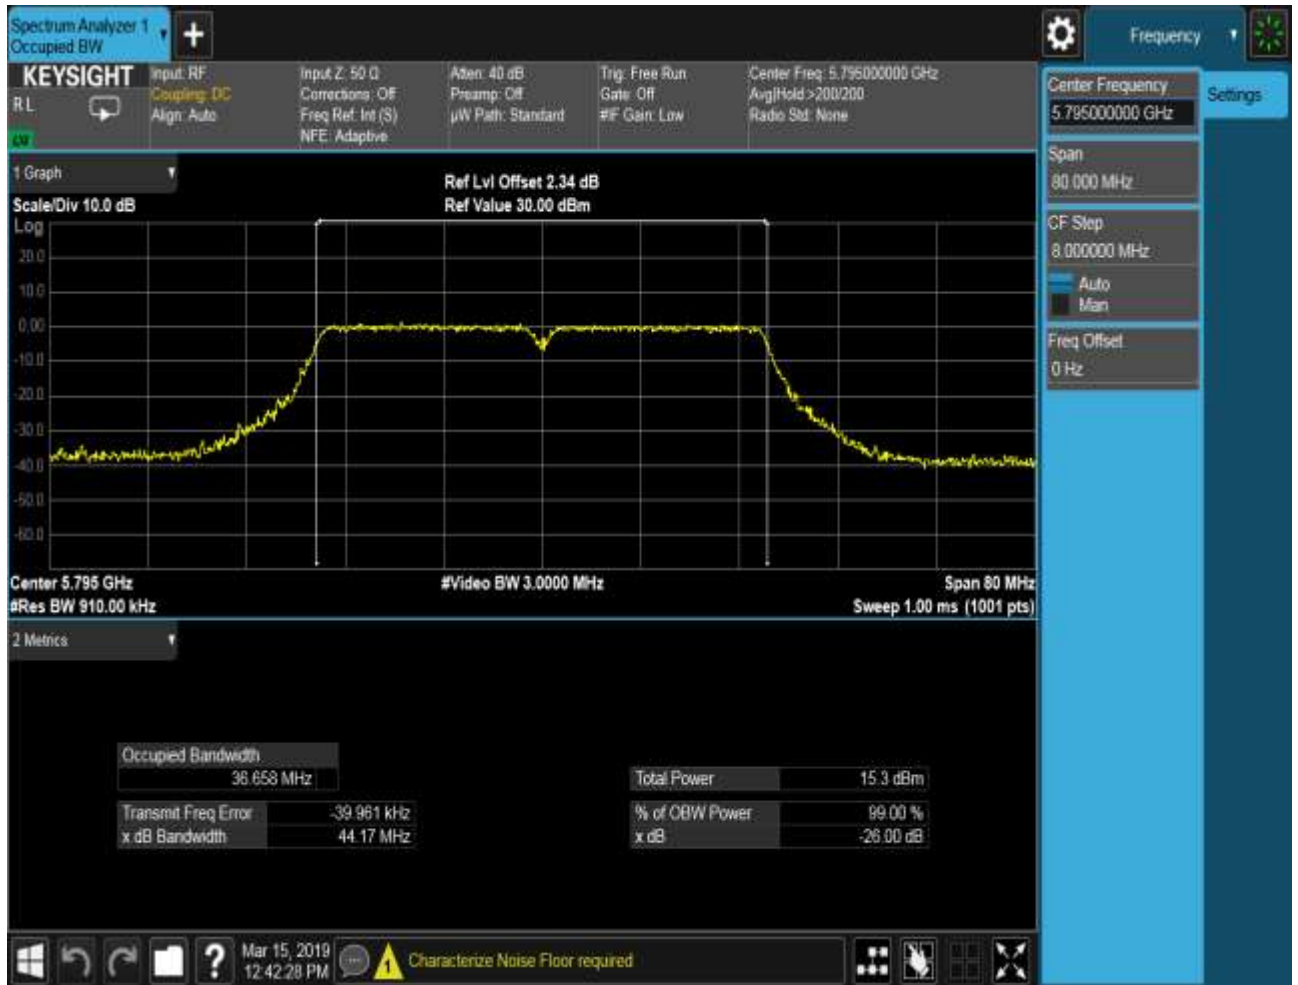 Spectrum Analyzer 1
Occupied BW
Frequency
KEYSIGHT
R L
Input: RF
Coupling: DC
Align: Auto
Input Z: 50 Ω
Corrections: Off
Freq Ref: Int (S)
NFE: Adaptive
Atten: 40 dB
Preamp: Off
µW Path: Standard
Trig: Free Run
Gate: Off
#IF Gain: Low
Center Freq: 5.795000000 GHz
Avg|Hold:>200/200
Radio Std: None
Center Frequency
5.795000000 GHz
Settings
Span
80.000 MHz
CF Step
8.000000 MHz
Auto
Man
Freq Offset
0 Hz
1 Graph
Scale/Div 10.0 dB
Ref Lvl Offset 2.34 dB
Ref Value 30.00 dBm
Log
20.0
10.0
0.00
-10.0
-20.0
-30.0
-40.0
-50.0
-60.0
Center 5.795 GHz
#Video BW 3.0000 MHz
Span 80 MHz
#Res BW 910.00 kHz
Sweep 1.00 ms (1001 pts)
2 Metrics
Occupied Bandwidth
36.658 MHz
Total Power 15.3 dBm
Transmit Freq Error -39.961 kHz
% of OBW Power 99.00 %
x dB Bandwidth 44.17 MHz
x dB -26.00 dB
?
Mar 15, 2019
12:42:28 PM
1
Characterize Noise Floor required